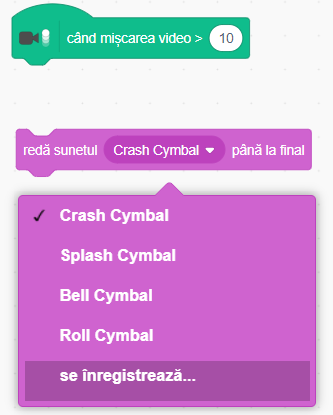 când mișcarea video > 10
redă sunetul Crash Cymbal până la final
Crash Cymbal
Splash Cymbal
Bell Cymbal
Roll Cymbal
se înregistrează...